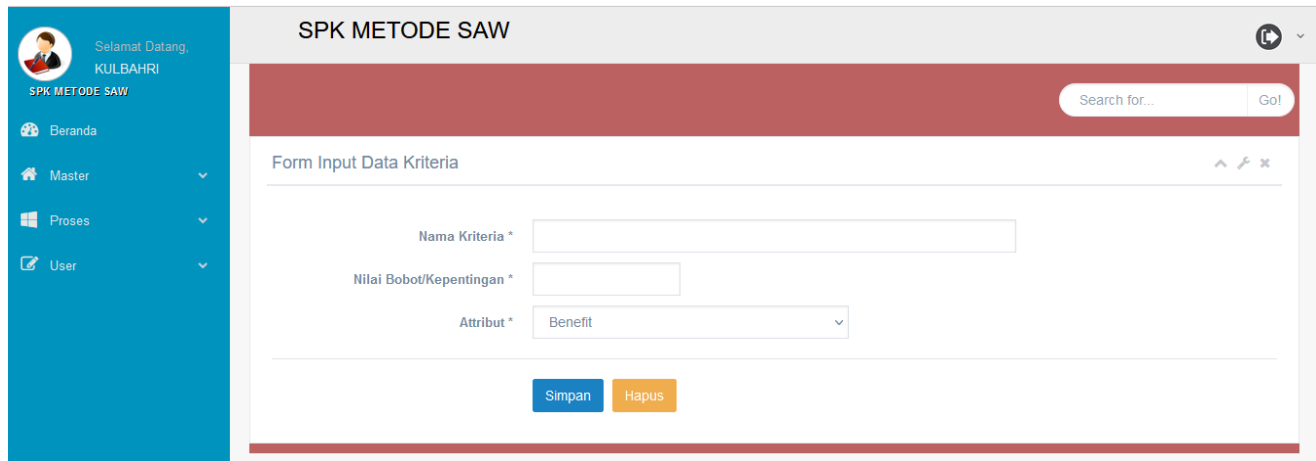 Selamat Datang,
KULBAHRI
SPK METODE SAW
Beranda
Master
Proses
User
SPK METODE SAW
Search for...
Go!
Form Input Data Kriteria
Nama Kriteria *
Nilai Bobot/Kepentingan *
Attribut *
Benefit
Simpan
Hapus